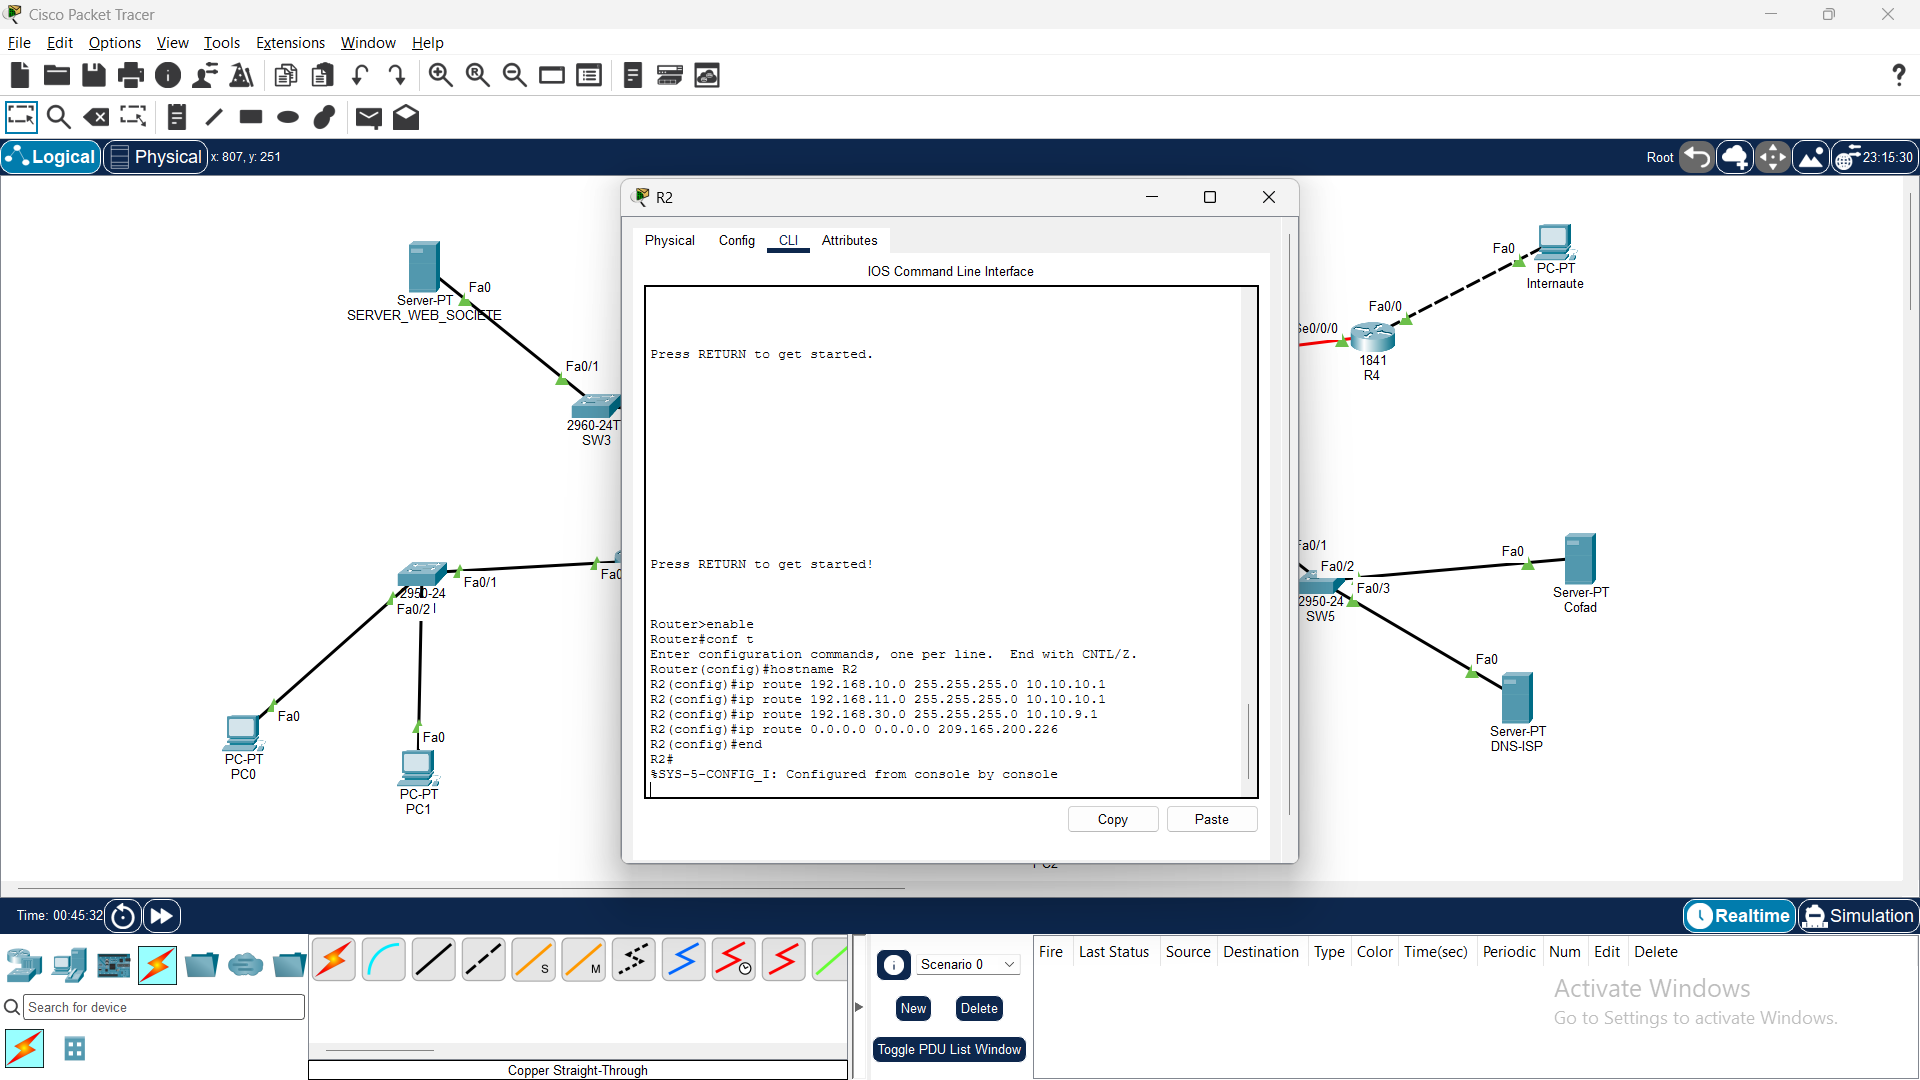 Cisco Packet Tracer
File Edit Options View Tools Extensions Window Help
Logical Physical x: 807, y: 251 Root 23:15:30
R2
Physical Config CLI Attributes
IOS Command Line Interface
Press RETURN to get started.
Press RETURN to get started!
Router>enable
Router#conf t
Enter configuration commands, one per line.  End with CNTL/Z.
Router(config)#hostname R2
R2(config)#ip route 192.168.10.0 255.255.255.0 10.10.10.1
R2(config)#ip route 192.168.11.0 255.255.255.0 10.10.10.1
R2(config)#ip route 192.168.30.0 255.255.255.0 10.10.9.1
R2(config)#ip route 0.0.0.0 0.0.0.0 209.165.200.226
R2(config)#end
R2#
%SYS-5-CONFIG_I: Configured from console by console
Copy Paste
Fa0
Server-PT
SERVER_WEB_SOCIETE
Fa0/1
2960-24T
SW3
Fa0/1
2950-24
Fa0/2
Fa0
PC-PT
PC0
Fa0
PC-PT
PC1
Fa0
PC-PT
Internaute
Fa0/0
Se0/0/0
1841
R4
Fa0/1
Fa0/2
Fa0/3
2950-24
SW5
Fa0
Server-PT
Cofad
Fa0
Server-PT
DNS-ISP
Time: 00:45:32 Realtime Simulation
Search for device
S M
Copper Straight-Through
Scenario 0
New Delete
Toggle PDU List Window
Fire Last Status Source Destination Type Color Time(sec) Periodic Num Edit Delete
Activate Windows
Go to Settings to activate Windows.